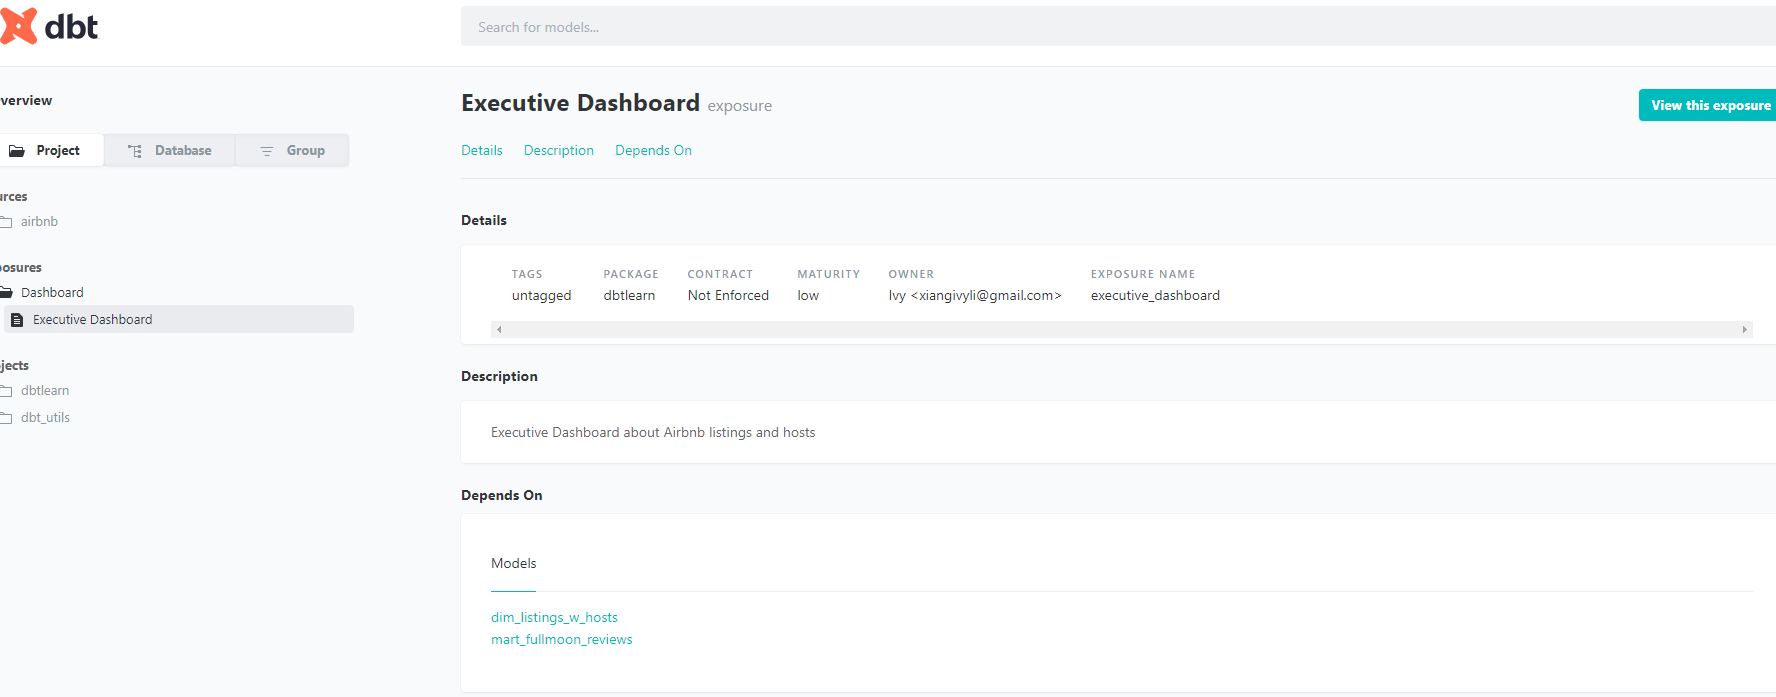 dbt
Search for models...
verview
Project
Database
Group
urces
airbnb
posures
Dashboard
Executive Dashboard
jects
dbtlearn
dbt_utils
Executive Dashboard exposure
View this exposure
Details Description Depends On
Details
TAGS PACKAGE CONTRACT MATURITY OWNER EXPOSURE NAME
untagged dbtlearn Not Enforced low Ivy <xiangivyli@gmail.com> executive_dashboard
Description
Executive Dashboard about Airbnb listings and hosts
Depends On
Models
dim_listings_w_hosts
mart_fullmoon_reviews